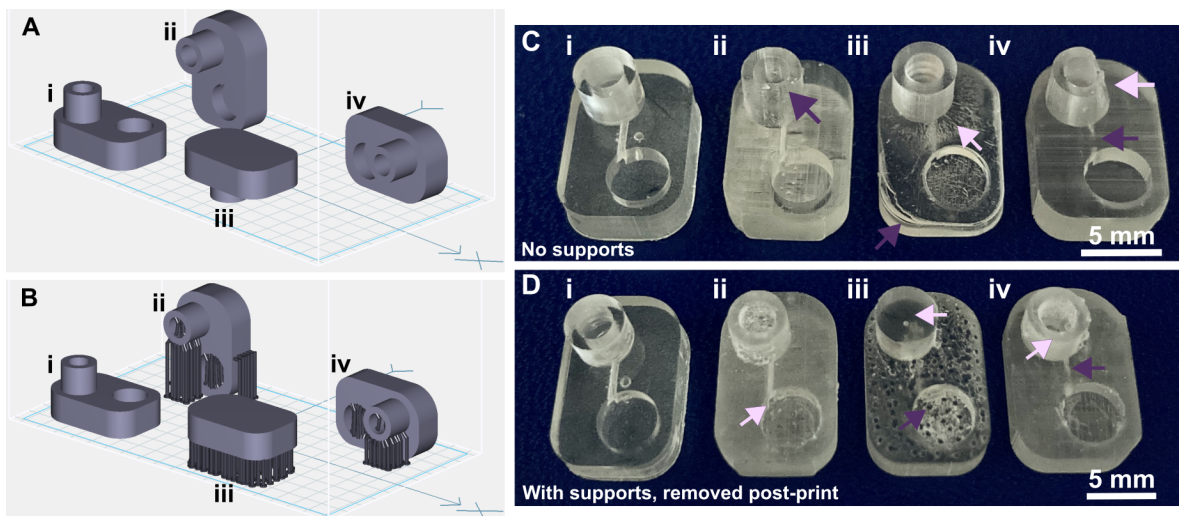 A
i
ii
iii
iv
X
B
i
ii
iii
iv
X
C
i
ii
iii
iv
No supports
5 mm
D
i
ii
iii
iv
With supports, removed post-print
5 mm